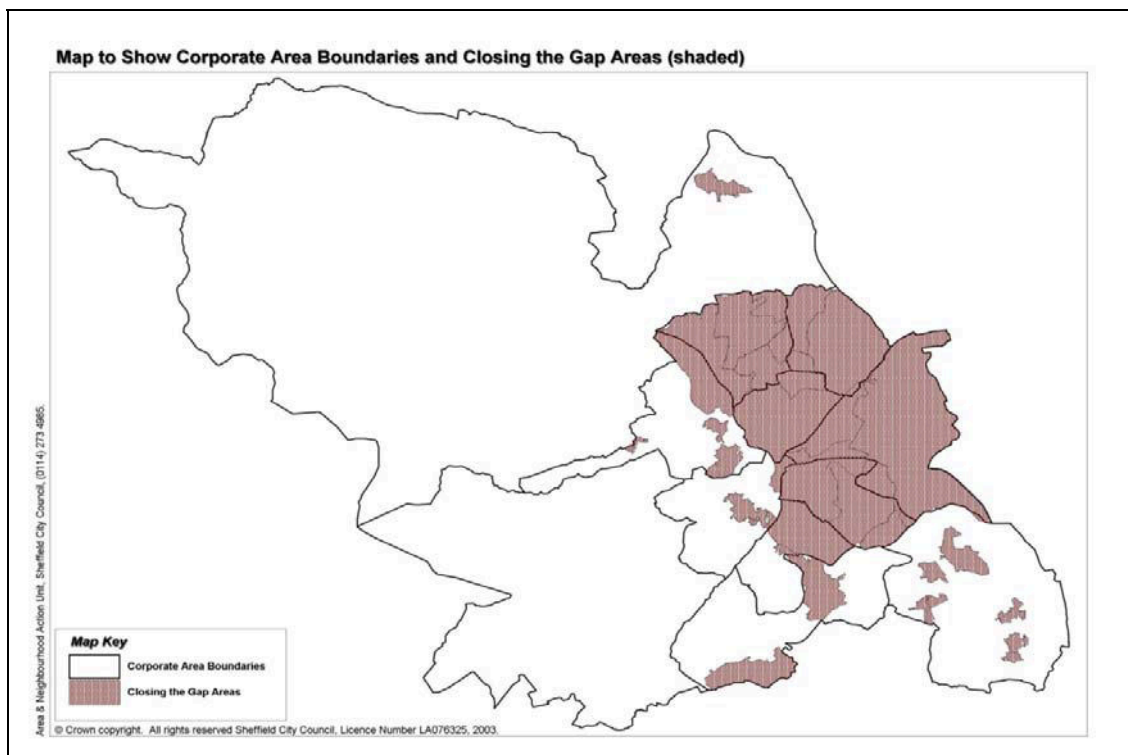 Map to Show Corporate Area Boundaries and Closing the Gap Areas (shaded)
Area & Neighbourhood Action Unit, Sheffield City Council, (0114) 273 4985.
Map Key
Corporate Area Boundaries
Closing the Gap Areas
© Crown copyright. All rights reserved Sheffield City Council, Licence Number LA076325, 2003.